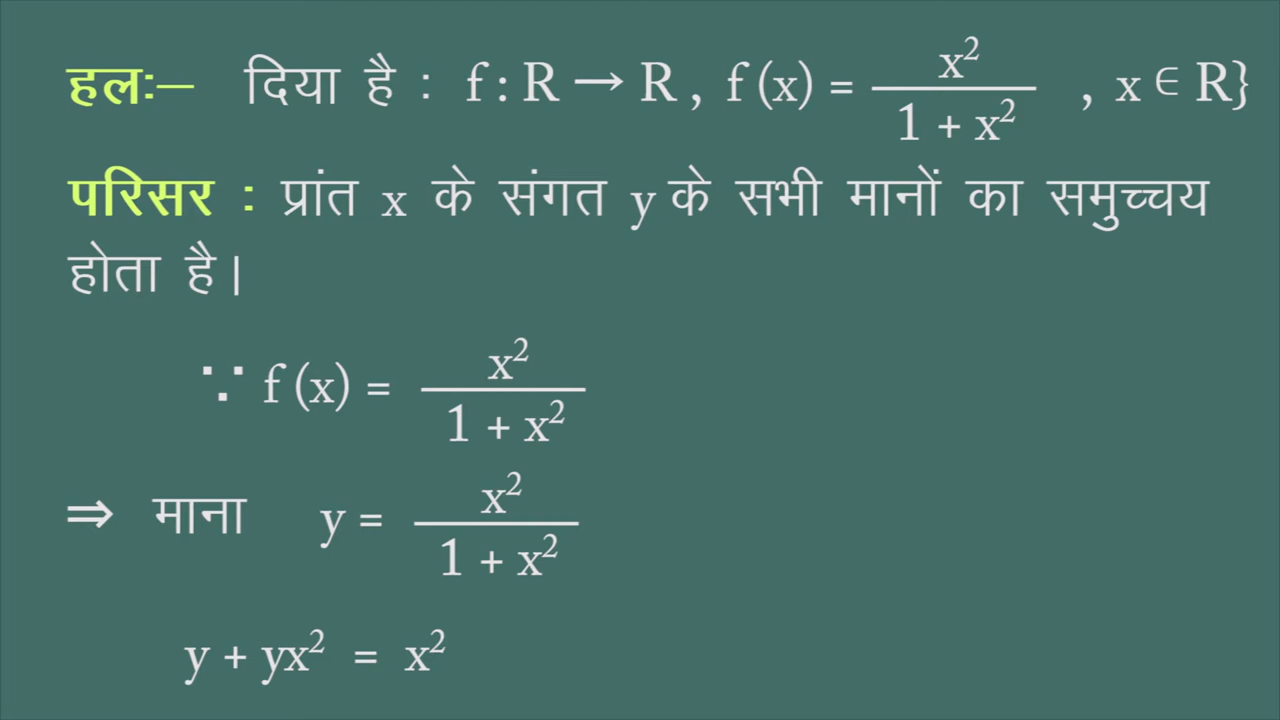 हलः– दिया है : f : R → R , f (x) = x² / 1 + x² , x ∈ R}
परिसर : प्रांत x के संगत y के सभी मानों का समुच्चय
होता है |
∵ f (x) = x² / 1 + x²
⇒ माना y = x² / 1 + x²
y + yx² = x²